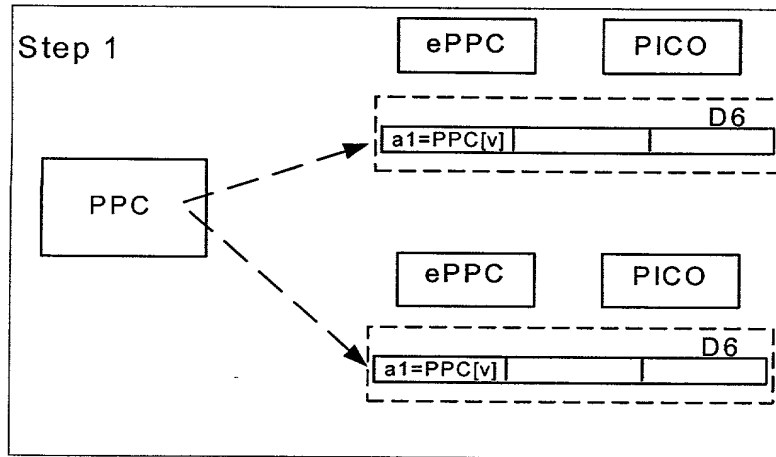 Step 1
ePPC
PICO
D6
a1=PPC[v]
PPC
ePPC
PICO
D6
a1=PPC[v]